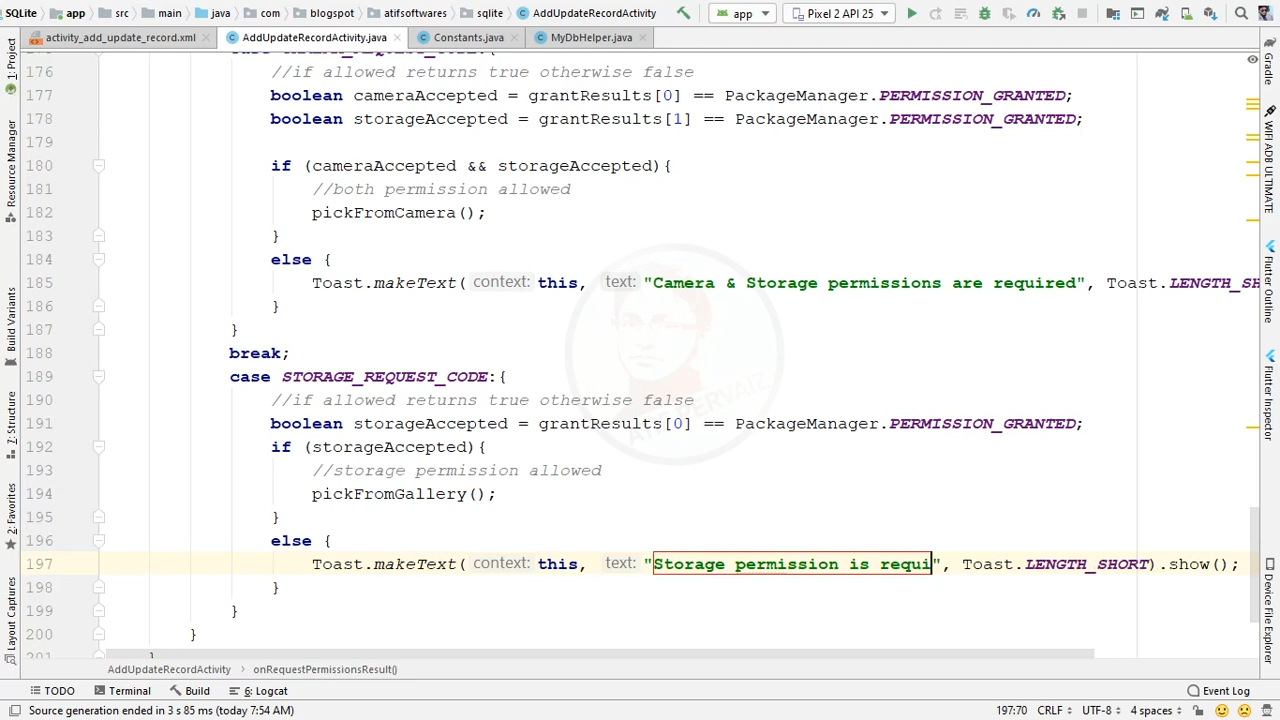 SQLite app src main java com blogspot atifsoftwares sqlite AddUpdateRecordActivity app Pixel 2 API 25
activity_add_update_record.xml AddUpdateRecordActivity.java Constants.java MyDbHelper.java
176 //if allowed returns true otherwise false
177 boolean cameraAccepted = grantResults[0] == PackageManager.PERMISSION_GRANTED;
178 boolean storageAccepted = grantResults[1] == PackageManager.PERMISSION_GRANTED;
179
180 if (cameraAccepted && storageAccepted){
181 //both permission allowed
182 pickFromCamera();
183 }
184 else {
185 Toast.makeText( context: this, text: "Camera & Storage permissions are required", Toast.LENGTH_SH
186 }
187 }
188 break;
189 case STORAGE_REQUEST_CODE:{
190 //if allowed returns true otherwise false
191 boolean storageAccepted = grantResults[0] == PackageManager.PERMISSION_GRANTED;
192 if (storageAccepted){
193 //storage permission allowed
194 pickFromGallery();
195 }
196 else {
197 Toast.makeText( context: this, text: "Storage permission is requi", Toast.LENGTH_SHORT).show();
198 }
199 }
200 }
201 }
AddUpdateRecordActivity onRequestPermissionsResult()
TODO Terminal Build 6: Logcat Event Log
Source generation ended in 3 s 85 ms (today 7:54 AM) 197:70 CRLF UTF-8 4 spaces
1: Project
Resource Manager
Build Variants
7: Structure
2: Favorites
Layout Captures
Gradle
WIFI ADB ULTIMATE
Flutter Outline
Flutter Inspector
Device File Explorer
ATIF PERVAIZ